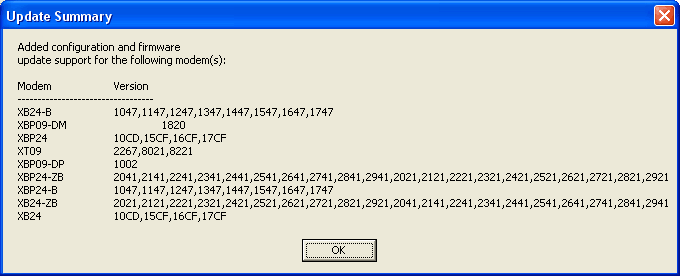 Update Summary
Added configuration and firmware
update support for the following modem(s):
Modem Version
----------------------------------
XB24-B 1047,1147,1247,1347,1447,1547,1647,1747
XBP09-DM 1820
XBP24 10CD,15CF,16CF,17CF
XT09 2267,8021,8221
XBP09-DP 1002
XBP24-ZB 2041,2141,2241,2341,2441,2541,2641,2741,2841,2941,2021,2121,2221,2321,2421,2521,2621,2721,2821,2921
XBP24-B 1047,1147,1247,1347,1447,1547,1647,1747
XB24-ZB 2021,2121,2221,2321,2421,2521,2621,2721,2821,2921,2041,2141,2241,2341,2441,2541,2641,2741,2841,2941
XB24 10CD,15CF,16CF,17CF
OK